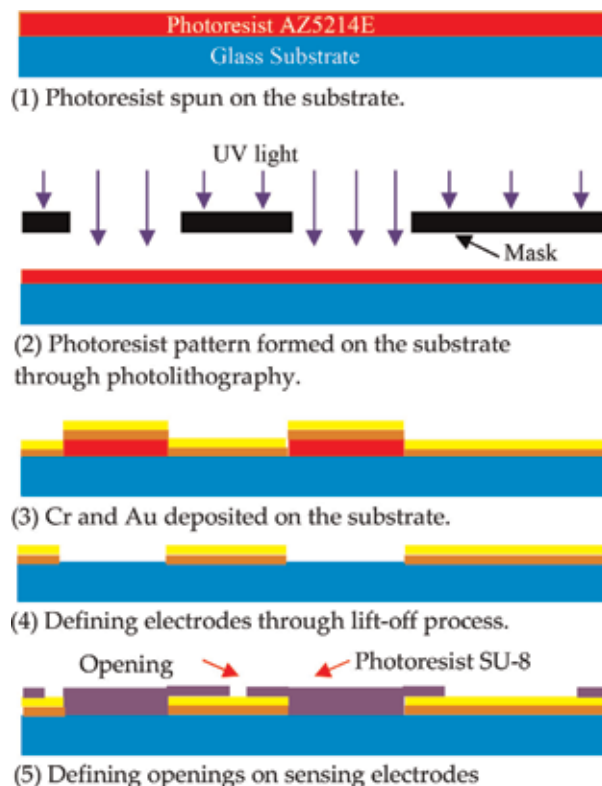 Photoresist AZ5214E
Glass Substrate
(1) Photoresist spun on the substrate.
UV light
Mask
(2) Photoresist pattern formed on the substrate
through photolithography.
(3) Cr and Au deposited on the substrate.
(4) Defining electrodes through lift-off process.
Opening
Photoresist SU-8
(5) Defining openings on sensing electrodes